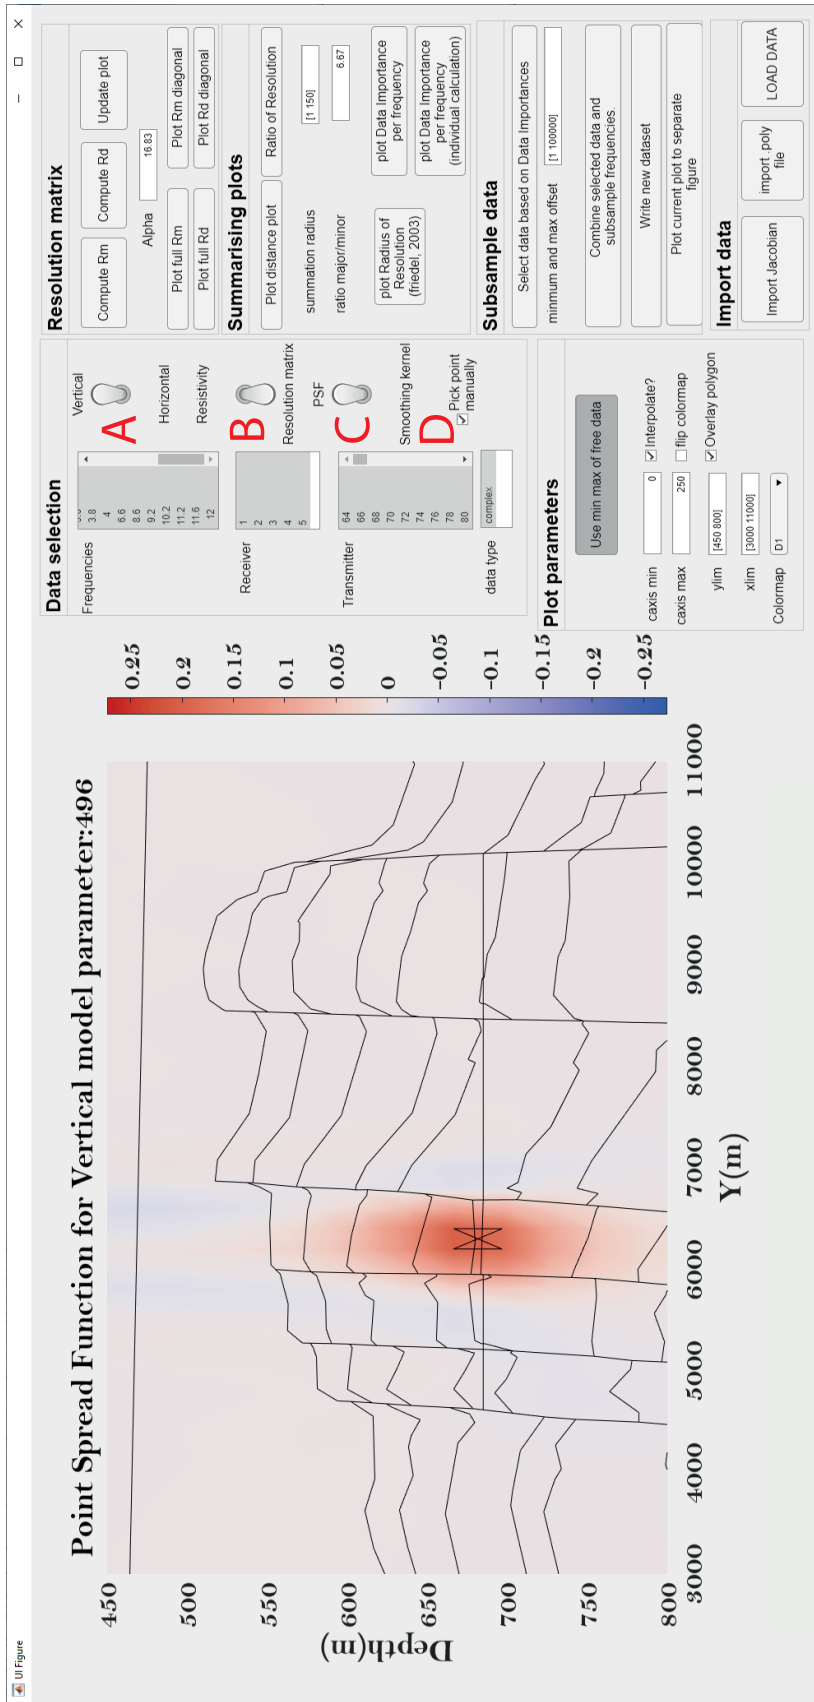 UI Figure
Point Spread Function for Vertical model parameter:496
450
500
550
600
650
700
750
800
Depth(m)
3000
4000
5000
6000
7000
8000
9000
10000
11000
Y(m)
0.25
0.2
0.15
0.1
0.05
0
-0.05
-0.1
-0.15
-0.2
-0.25
Data selection
Frequencies
3.8
4
6.6
8.6
9.2
10.2
11.2
11.6
12
Vertical
A
Horizontal
Receiver
1
2
3
4
5
Resistivity
B
Resolution matrix
Transmitter
64
66
68
70
72
74
76
78
80
PSF
C
Smoothing kernel
data type
complex
D
Pick point
manually
Plot parameters
Use min max of free data
caxis min
0
Interpolate?
caxis max
250
flip colormap
ylim
[450 800]
Overlay polygon
xlim
[3000 11000]
Colormap
D1
Resolution matrix
Compute Rm
Compute Rd
Update plot
Alpha
16.83
Plot full Rm
Plot Rm diagonal
Plot full Rd
Plot Rd diagonal
Summarising plots
Plot distance plot
Ratio of Resolution
summation radius
[1 150]
ratio major/minor
6.67
plot Radius of
Resolution
(friedel, 2003)
plot Data Importance
per frequency
plot Data Importance
per frequency
(individual calculation)
Subsample data
Select data based on Data Importances
minmum and max offset
[1 100000]
Combine selected data and
subsample frequencies.
Write new dataset
Plot current plot to separate
figure
Import data
Import Jacobian
import .poly
file
LOAD DATA